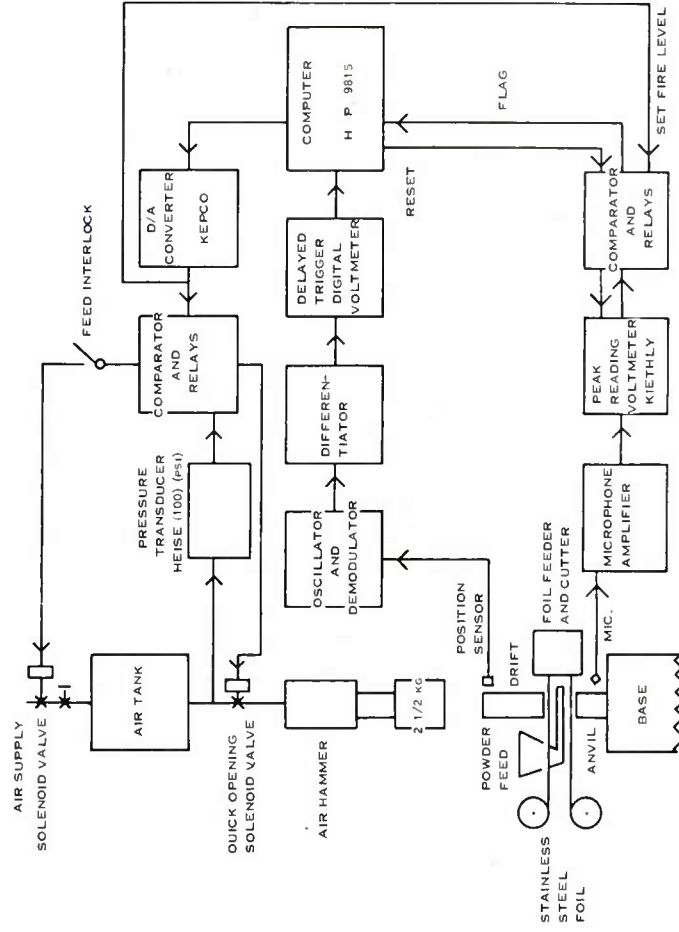 AIR SUPPLY
SOLENOID VALVE
AIR TANK
QUICK OPENING
SOLENOID VALVE
AIR HAMMER
2 1/2 KG
PRESSURE
TRANSDUCER
HEISE (100) (PSI)
COMPARATOR
AND
RELAYS
FEED INTERLOCK
D/A
CONVERTER
KEPCO
OSCILLATOR
AND
DEMODULATOR
DIFFEREN-
TIATOR
DELAYED
TRIGGER
DIGITAL
VOLTMETER
COMPUTER
H P 9815
RESET
FLAG
SET FIRE LEVEL
POSITION
SENSOR
POWDER
FEED
DRIFT
STAINLESS
STEEL
FOIL
FOIL FEEDER
AND CUTTER
ANVIL
MIC.
BASE
MICROPHONE
AMPLIFIER
PEAK
READING
VOLTMETER
KIETHLY
COMPARATOR
AND
RELAYS